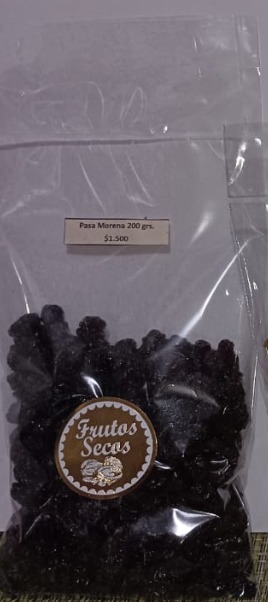 Pasa Morena 200 grs.
$1.500
Frutos
Secos